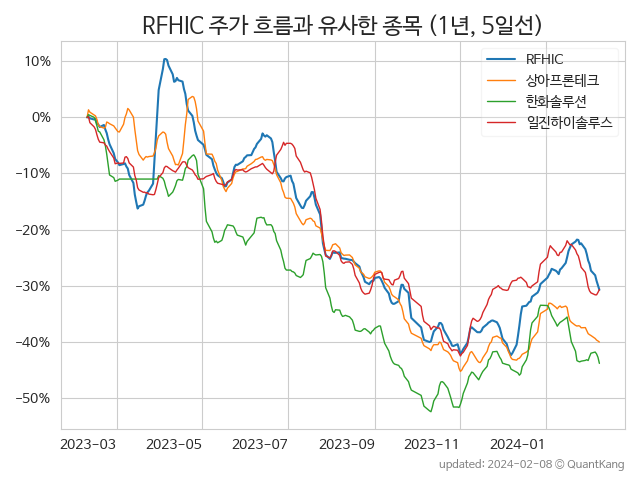 RFHIC 주가 흐름과 유사한 종목 (1년, 5일선)
RFHIC
상아프론테크
한화솔루션
일진하이솔루스
10%
0%
−10%
−20%
−30%
−40%
−50%
2023-03 2023-05 2023-07 2023-09 2023-11 2024-01
updated: 2024-02-08 © QuantKang